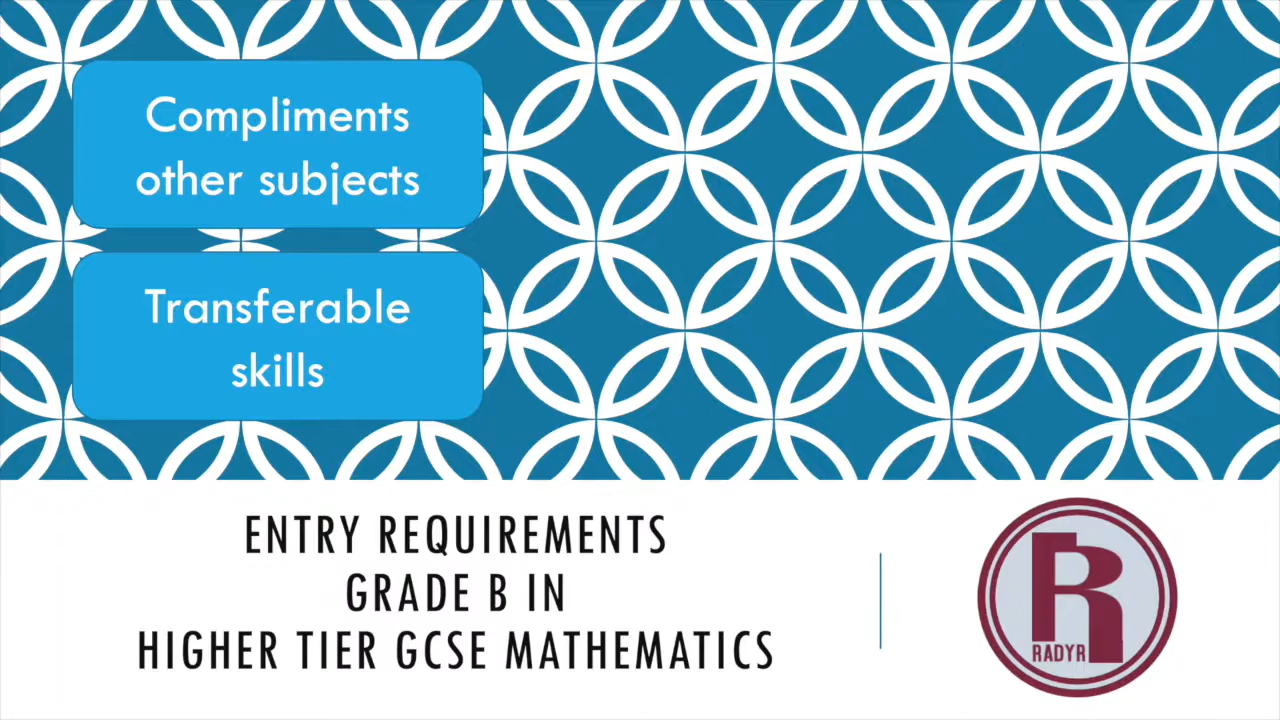 Compliments
other subjects
Transferable
skills
ENTRY REQUIREMENTS
GRADE B IN
HIGHER TIER GCSE MATHEMATICS
RADYR